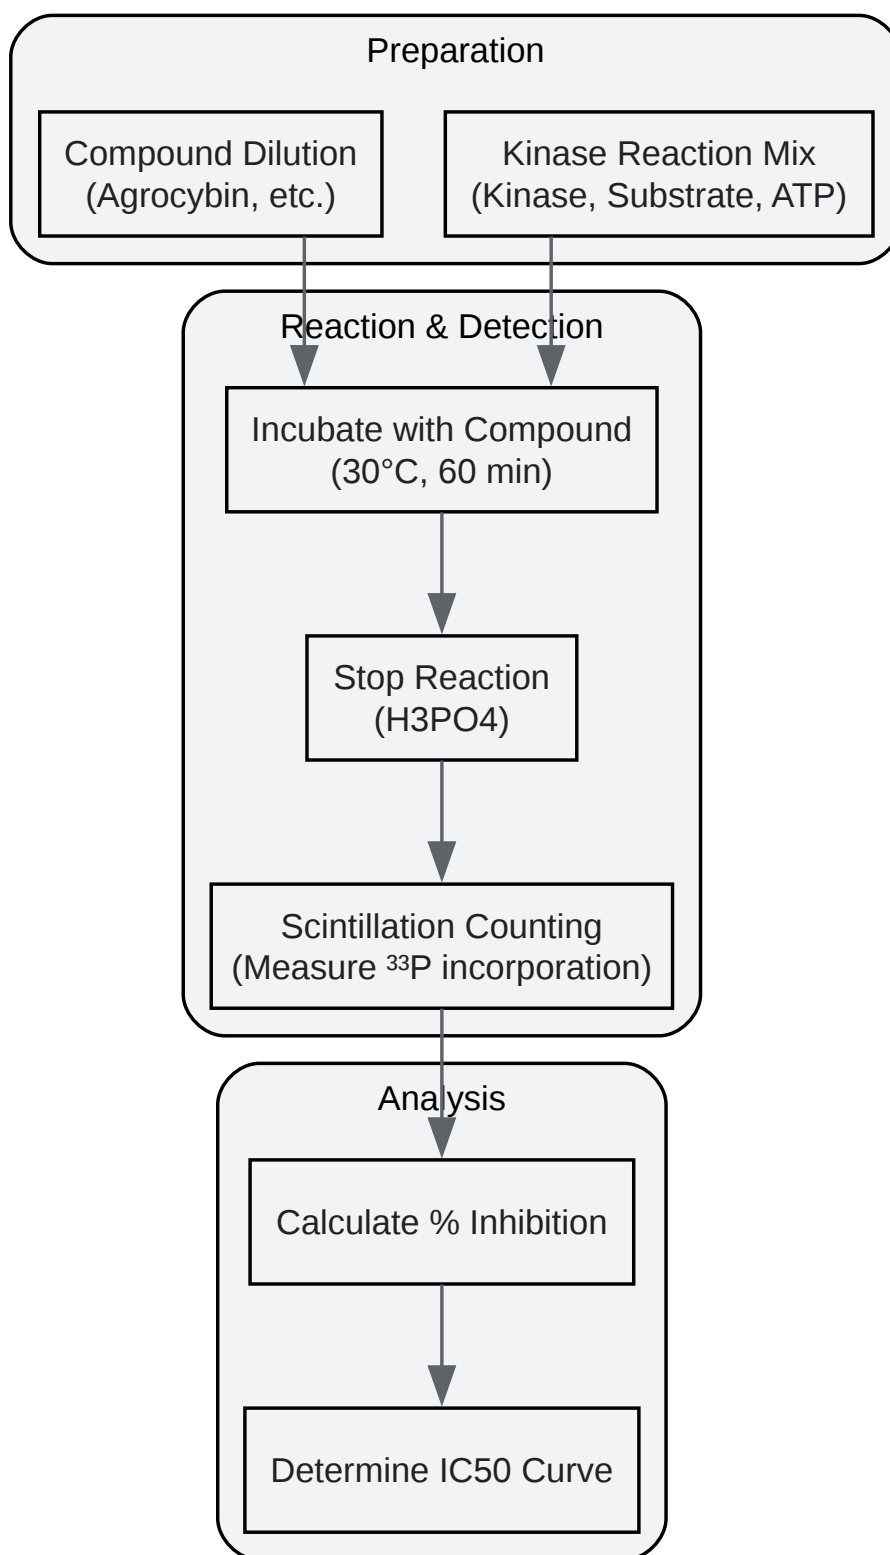 Preparation
Compound Dilution
(Agrocybin, etc.)
Kinase Reaction Mix
(Kinase, Substrate, ATP)
Reaction & Detection
Incubate with Compound
(30°C, 60 min)
Stop Reaction
(H3PO4)
Scintillation Counting
(Measure ³³P incorporation)
Analysis
Calculate % Inhibition
Determine IC50 Curve